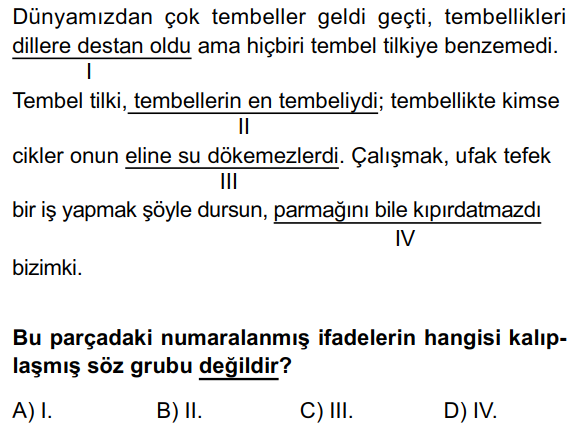 Dünyamızdan çok tembeller geldi geçti, tembellikleri
dillere destan oldu ama hiçbiri tembel tilkiye benzemedi.
I
Tembel tilki, tembellerin en tembeliydi; tembellikte kimse
II
cikler onun eline su dökemezlerdi. Çalışmak, ufak tefek
III
bir iş yapmak şöyle dursun, parmağını bile kıpırdatmazdı
IV
bizimki.
Bu parçadaki numaralanmış ifadelerin hangisi kalıp-
laşmış söz grubu değildir?
A) I. B) II. C) III. D) IV.